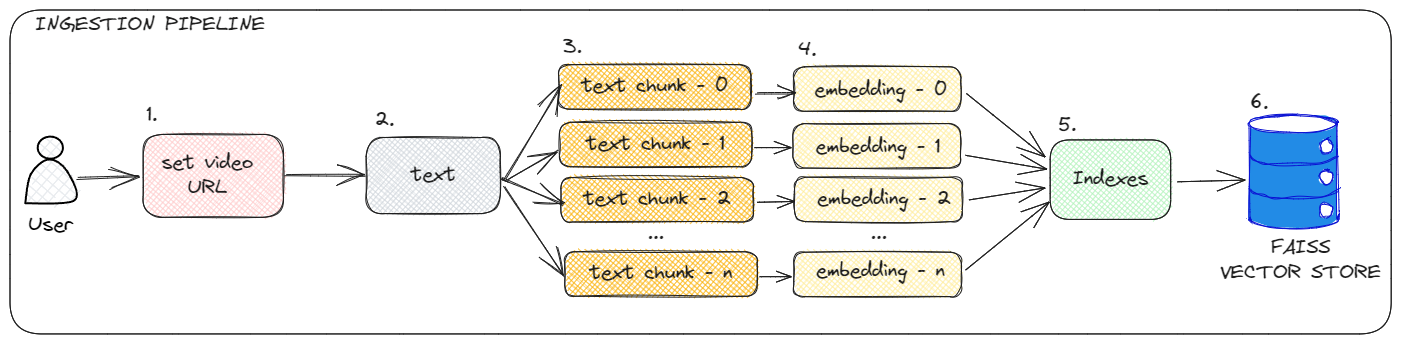 INGESTION PIPELINE
1.
2.
3.
4.
5.
6.
User
set video
URL
text
text chunk - 0
text chunk - 1
text chunk - 2
...
text chunk - n
embedding - 0
embedding - 1
embedding - 2
...
embedding - n
Indexes
FAISS
VECTOR STORE